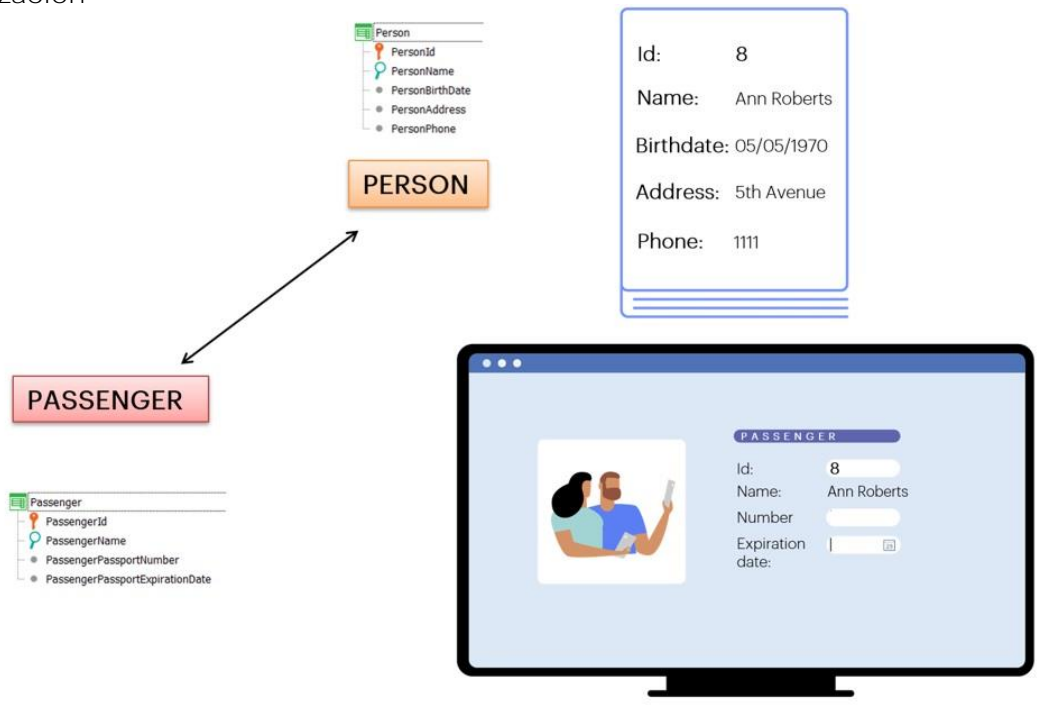 Person
PersonId
PersonName
PersonBirthDate
PersonAddress
PersonPhone
PERSON
Id: 8
Name: Ann Roberts
Birthdate: 05/05/1970
Address: 5th Avenue
Phone: 1111
PASSENGER
Passenger
PassengerId
PassengerName
PassengerPassportNumber
PassengerPassportExpirationDate
PASSENGER
Id: 8
Name: Ann Roberts
Number
Expiration
date: